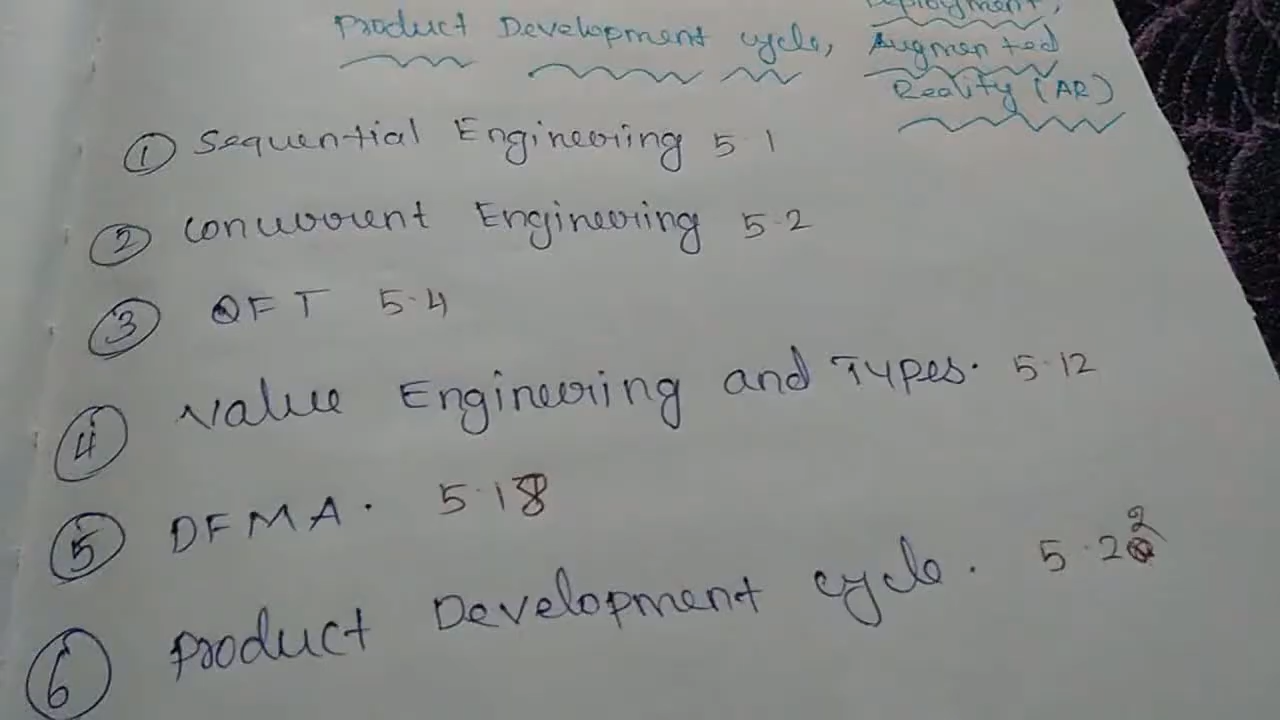 Deployment,
Product Development cycle, Augmented
Reality (AR)
① Sequential Engineering 5.1
② Concurrent Engineering 5.2
③ QFT 5.4
④ Value Engineering and Types. 5.12
⑤ DFMA. 5.18
⑥ Product Development cycle. 5.22